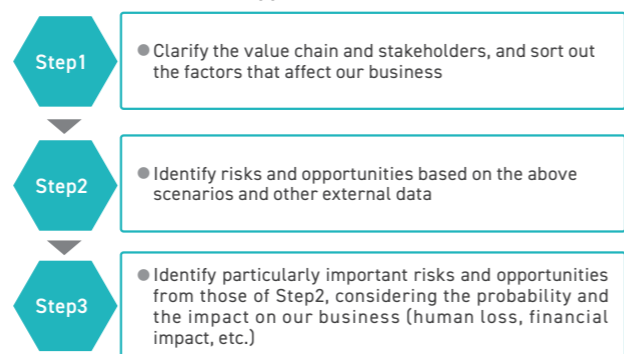 Step1
● Clarify the value chain and stakeholders, and sort out
the factors that affect our business
Step2
● Identify risks and opportunities based on the above
scenarios and other external data
Step3
● Identify particularly important risks and opportunities
from those of Step2, considering the probability and
the impact on our business (human loss, financial
impact, etc.)